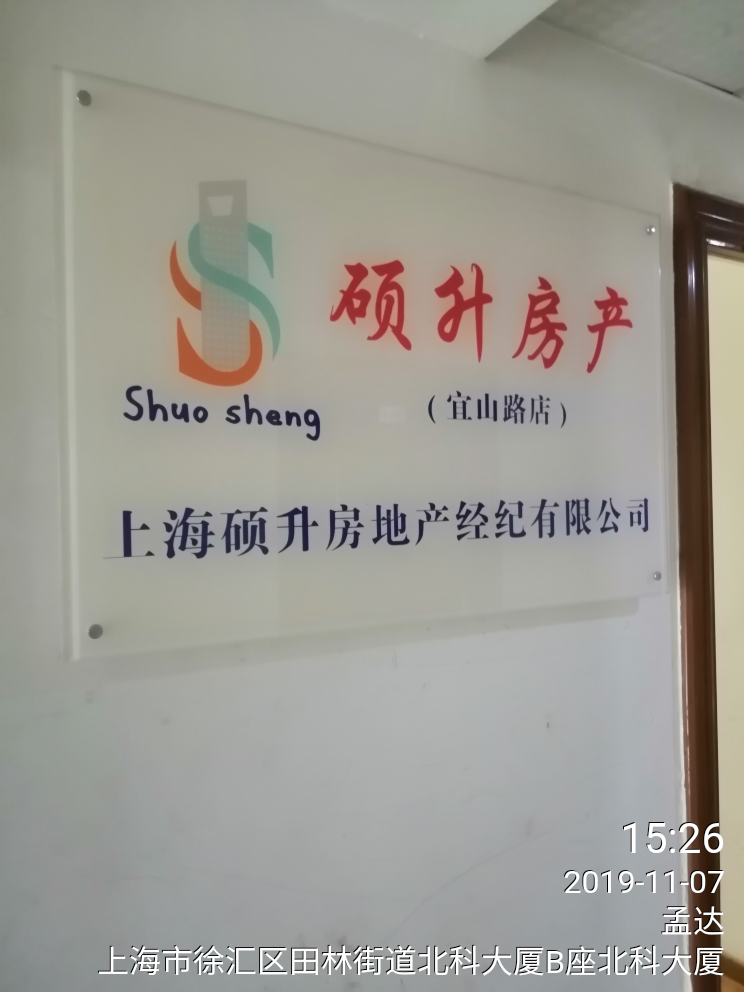 硕升房产
Shuo sheng
(宜山路店)
上海硕升房地产经纪有限公司
15:26
2019-11-07
孟达
上海市徐汇区田林街道北科大厦B座北科大厦